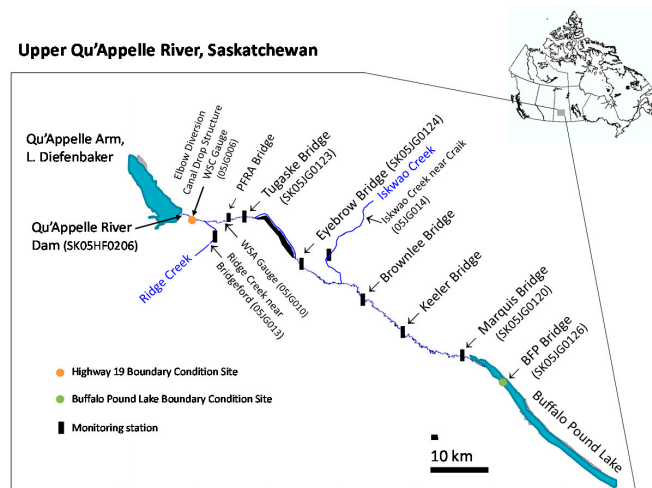 Upper Qu'Appelle River, Saskatchewan
Qu'Appelle Arm,
L. Diefenbaker
Elbow Diversion
Canal Drop Structure
WSC Gauge
(05JG006)
PFRA Bridge
Tugaske Bridge
(SK05JG0123)
Eyebrow Bridge (SK05JG0124)
Iskwao Creek
Iskwao Creek near Craik
(05JG014)
Qu'Appelle River
Dam (SK05HF0206)
Ridge Creek
WSA Gauge (05JG010)
Ridge Creek near
Bridgeford (05JG013)
Brownlee Bridge
Keeler Bridge
Marquis Bridge
(SK05JG0120)
BFP Bridge
(SK05JG0126)
Buffalo Pound Lake
Highway 19 Boundary Condition Site
Buffalo Pound Lake Boundary Condition Site
Monitoring station
10 km